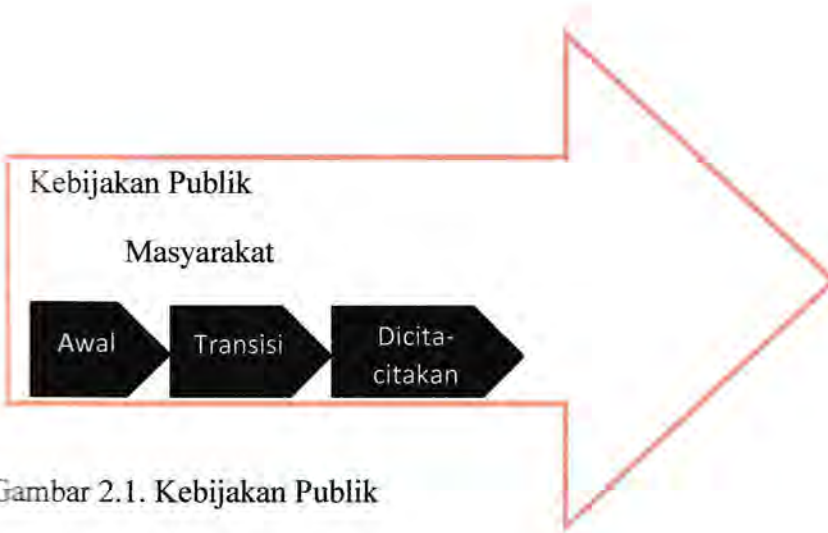 Kebijakan Publik
Masyarakat
Awal
Transisi
Dicita-
citakan
Gambar 2.1. Kebijakan Publik